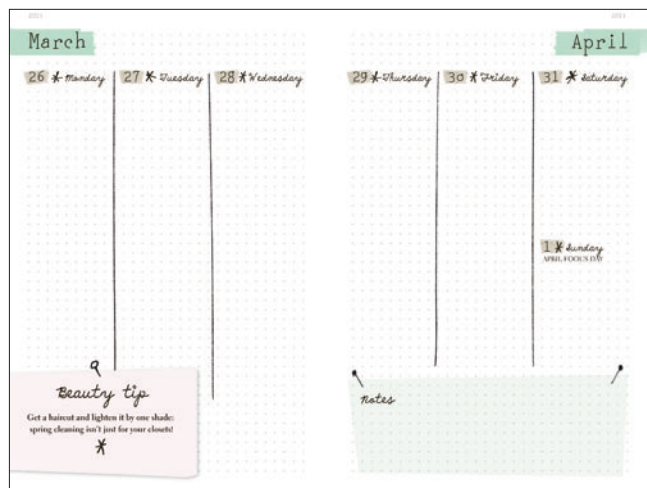 March
April
26 * Monday
27 * Tuesday
28 * Wednesday
29 * Thursday
30 * Friday
31 * Saturday
1 * Sunday
APRIL FOOL'S DAY
Beauty tip
Get a haircut and lighten it by one shade:
spring cleaning isn't just for your closets!
*
notes